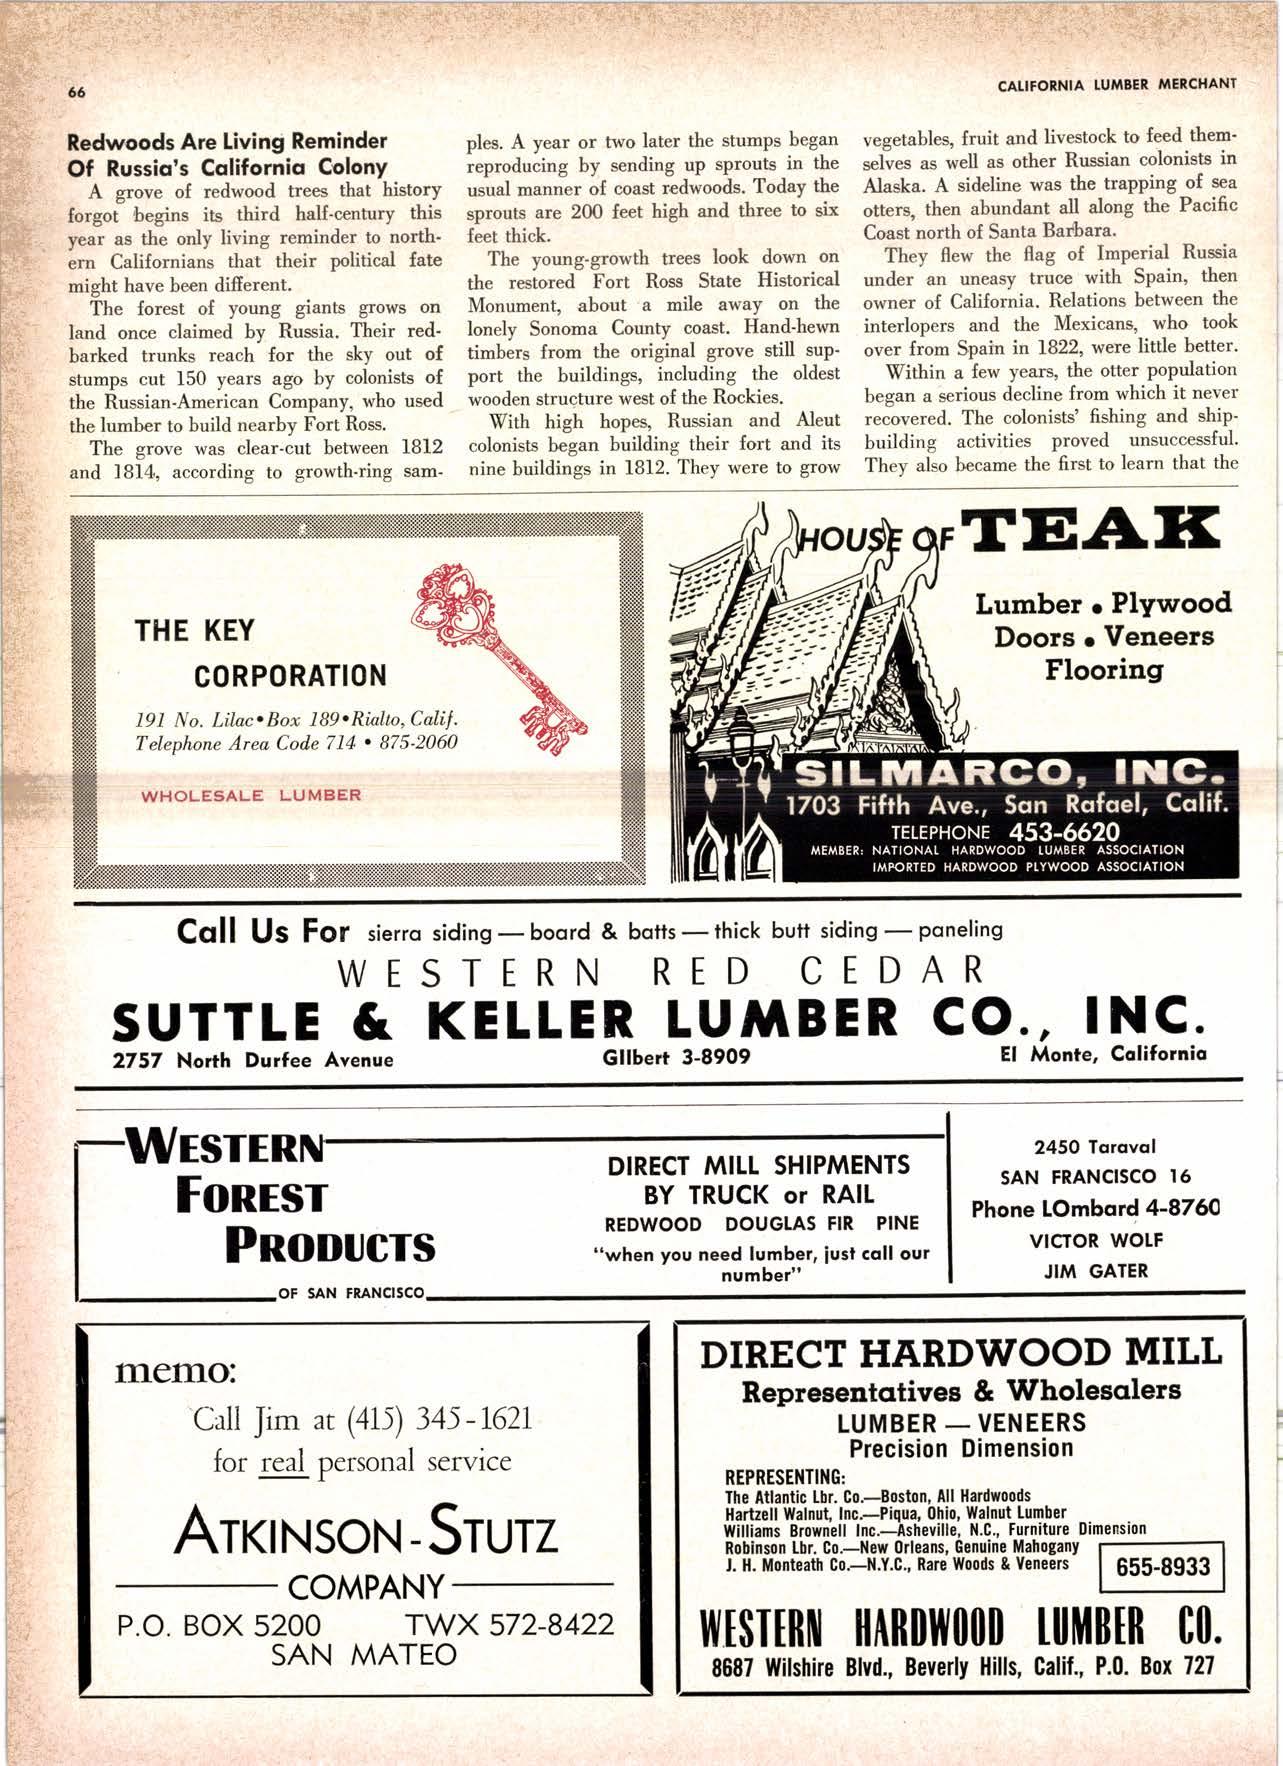 66
CALIFORNIA LUMBER MERCHANT
Redwoods Are Living Reminder
Of Russia's California Colony
A grove of redwood trees that history
forgot begins its third half-century this
year as the only living reminder to north-
ern Californians that their political fate
might have been different.
The forest of young giants grows on
land once claimed by Russia. Their red-
barked trunks reach for the sky out of
stumps cut 150 years ago by colonists of
the Russian-American Company, who used
the lumber to build nearby Fort Ross.
The grove was clear-cut between 1812
and 1814, according to growth-ring sam-
ples. A year or two later the stumps began
reproducing by sending up sprouts in the
usual manner of coast redwoods. Today the
sprouts are 200 feet high and three to six
feet thick.
The young-growth trees look down on
the restored Fort Ross State Historical
Monument, about a mile away on the
lonely Sonoma County coast. Hand-hewn
timbers from the original grove still sup-
port the buildings, including the oldest
wooden structure west of the Rockies.
With high hopes, Russian and Aleut
colonists began building their fort and its
nine buildings in 1812. They were to grow
vegetables, fruit and livestock to feed them-
selves as well as other Russian colonists in
Alaska. A sideline was the trapping of sea
otters, then abundant all along the Pacific
Coast north of Santa Barbara.
They flew the flag of Imperial Russia
under an uneasy truce with Spain, then
owner of California. Relations between the
interlopers and the Mexicans, who took
over from Spain in 1822, were little better.
Within a few years, the otter population
began a serious decline from which it never
recovered. The colonists' fishing and ship-
building activities proved unsuccessful.
They also became the first to learn that the
THE KEY
CORPORATION
191 No. Lilac•Box 189•Rialto, Calif.
Telephone Area Code 714 • 875-2060
WHOLESALE LUMBER
HOUSE OF TEAK
Lumber • Plywood
Doors • Veneers
Flooring
SILMARCO, INC.
1703 Fifth Ave., San Rafael, Calif.
TELEPHONE 453-6620
MEMBER: NATIONAL HARDWOOD LUMBER ASSOCIATION
IMPORTED HARDWOOD PLYWOOD ASSOCIATION
Call Us For sierra siding — board & batts — thick butt siding — paneling
WESTERN RED CEDAR
SUTTLE & KELLER LUMBER CO., INC.
2757 North Durfee Avenue GIlbert 3-8909 El Monte, California
WESTERN
FOREST
PRODUCTS
OF SAN FRANCISCO
DIRECT MILL SHIPMENTS
BY TRUCK or RAIL
REDWOOD DOUGLAS FIR PINE
"when you need lumber, just call our
number"
2450 Taraval
SAN FRANCISCO 16
Phone LOmbard 4-8760
VICTOR WOLF
JIM GATER
memo:
Call Jim at (415) 345-1621
for real personal service
ATKINSON-STUTZ
COMPANY
P.O. BOX 5200 TWX 572-8422
SAN MATEO
DIRECT HARDWOOD MILL
Representatives & Wholesalers
LUMBER — VENEERS
Precision Dimension
REPRESENTING:
The Atlantic Lbr. Co.—Boston, All Hardwoods
Hartzell Walnut, Inc.—Piqua, Ohio, Walnut Lumber
Williams Brownell Inc.—Asheville, N.C., Furniture Dimension
Robinson Lbr. Co.—New Orleans, Genuine Mahogany
J. H. Monteath Co.—N.Y.C., Rare Woods & Veneers
655-8933
WESTERN HARDWOOD LUMBER CO.
8687 Wilshire Blvd., Beverly Hills, Calif., P.O. Box 727